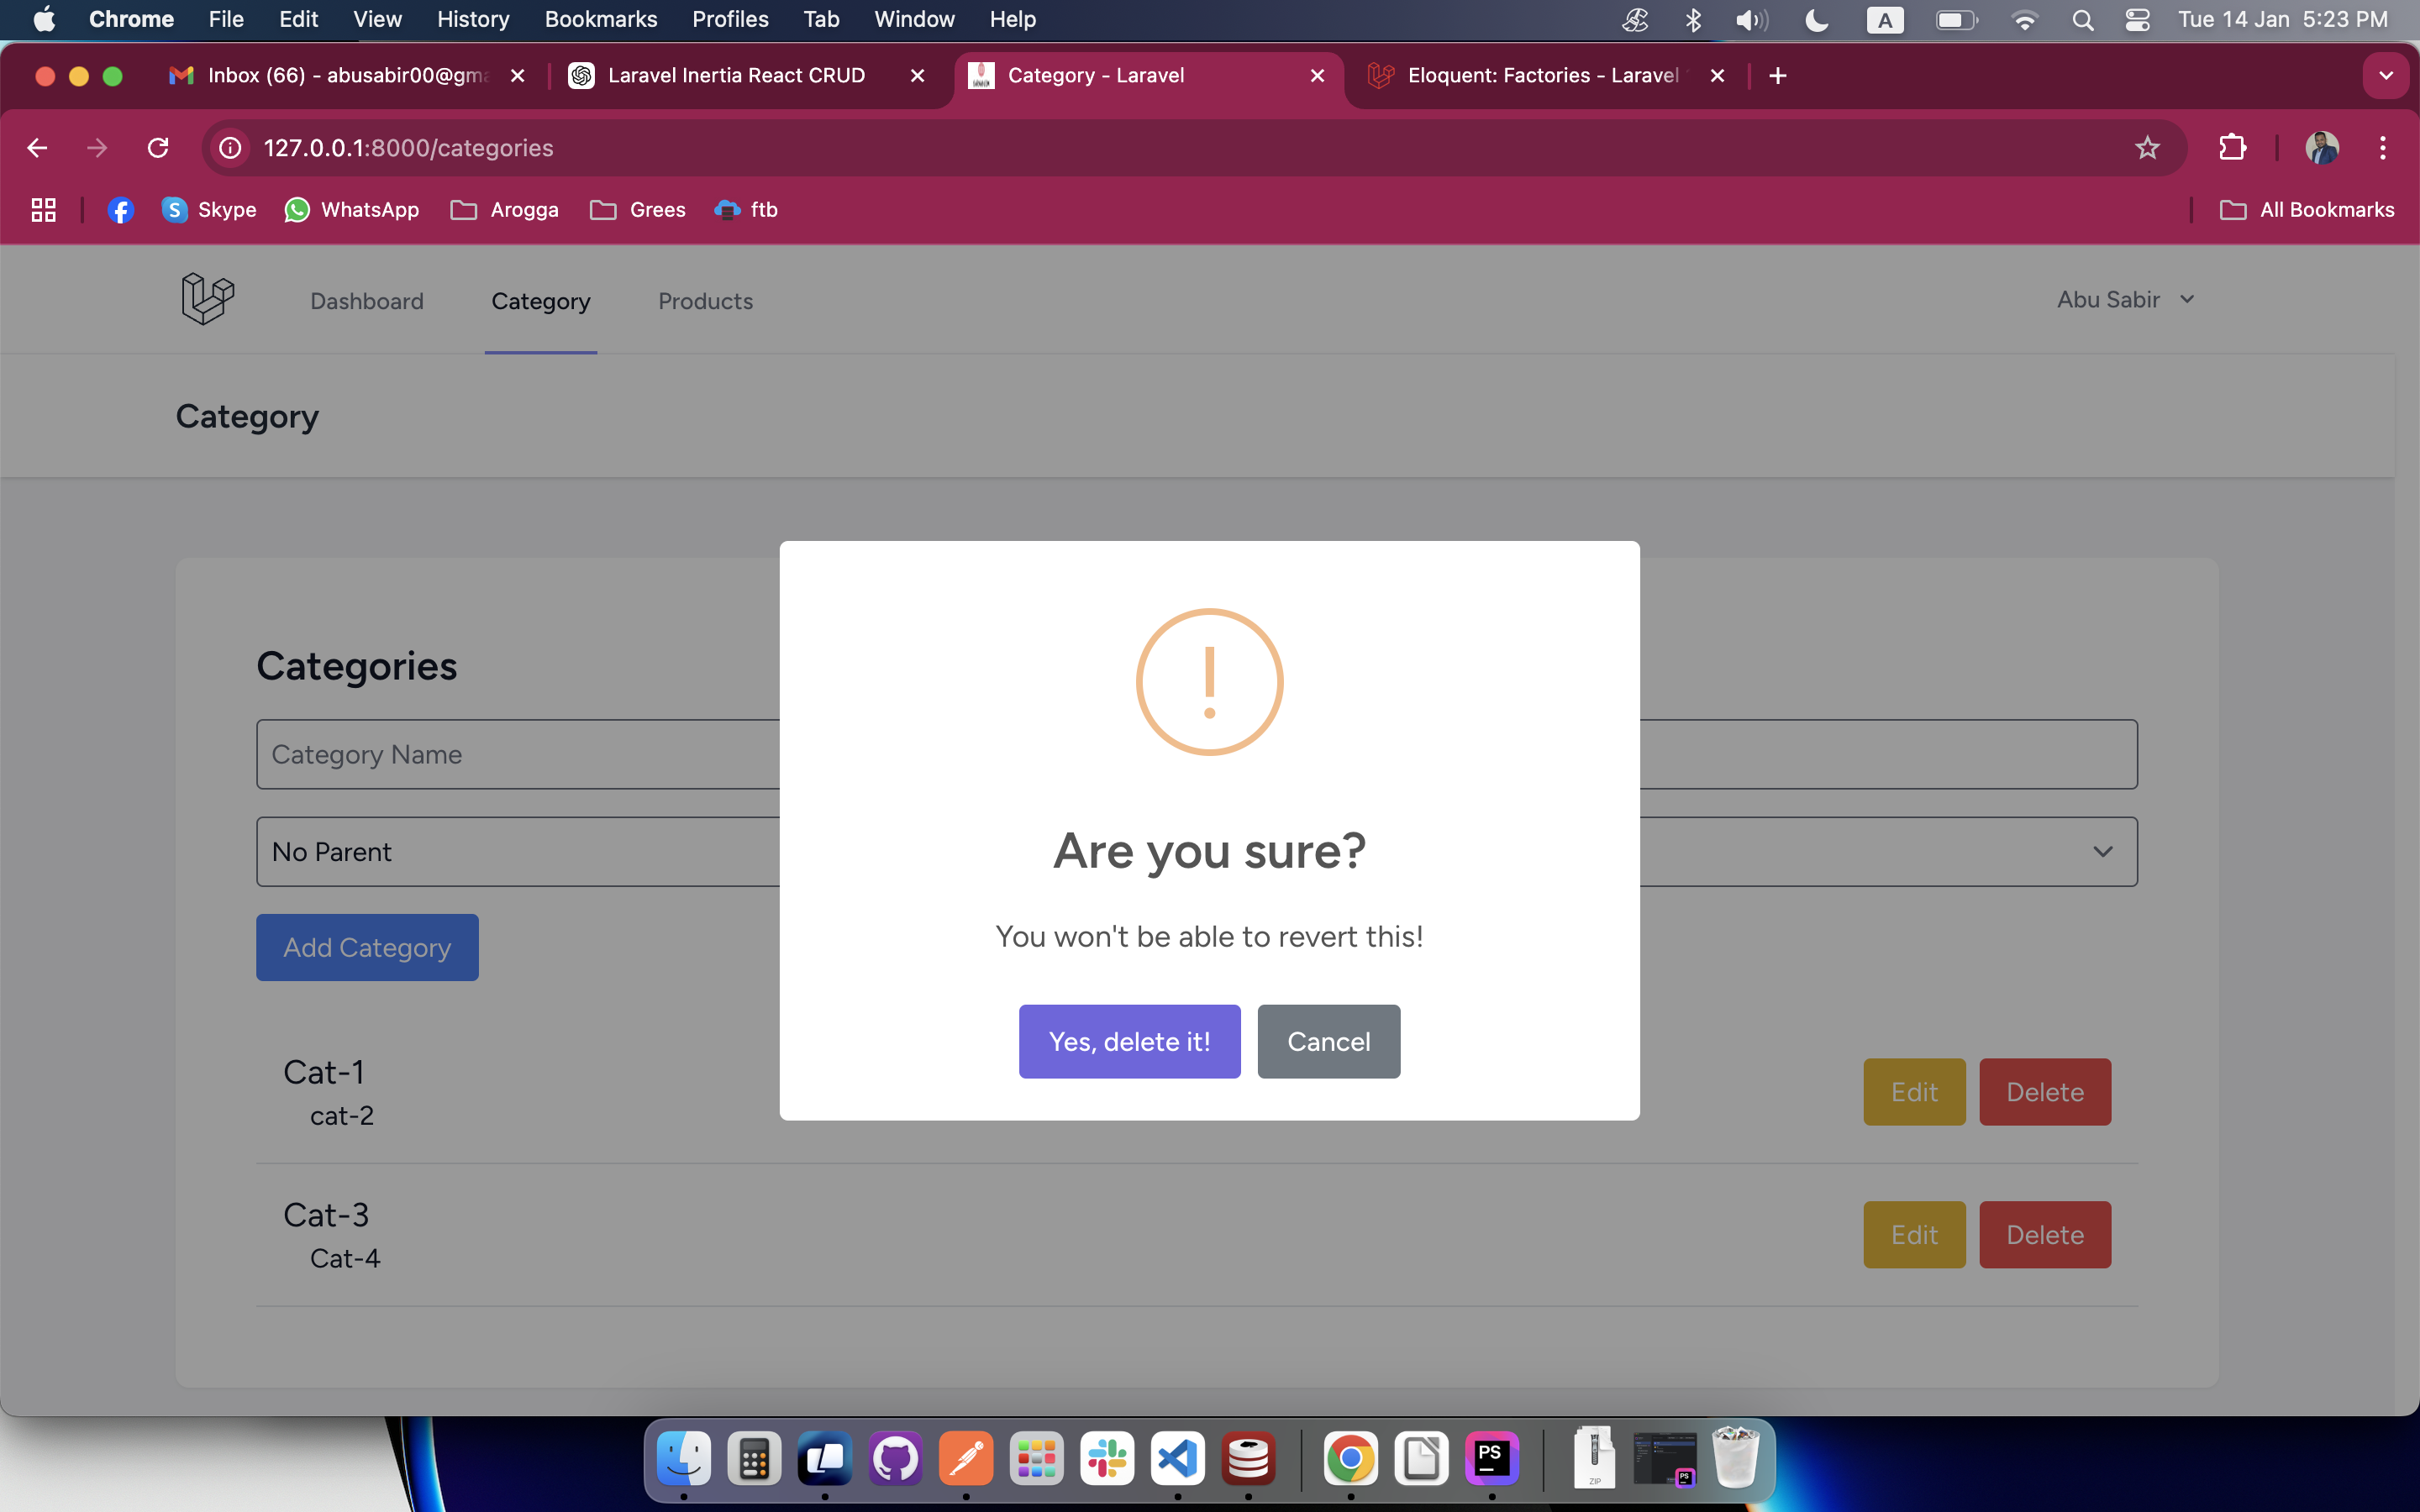 Chrome File Edit View History Bookmarks Profiles Tab Window Help A Tue 14 Jan 5:23 PM
Inbox (66) - abusabir00@gma Laravel Inertia React CRUD Category - Laravel Eloquent: Factories - Laravel
127.0.0.1:8000/categories
Skype WhatsApp Arogga Grees ftb All Bookmarks
Dashboard Category Products Abu Sabir
Category
Categories
Category Name
No Parent
Add Category
Are you sure?
You won't be able to revert this!
Yes, delete it! Cancel
Cat-1
cat-2
Edit Delete
Cat-3
Cat-4
Edit Delete
PS
ZIP
PS